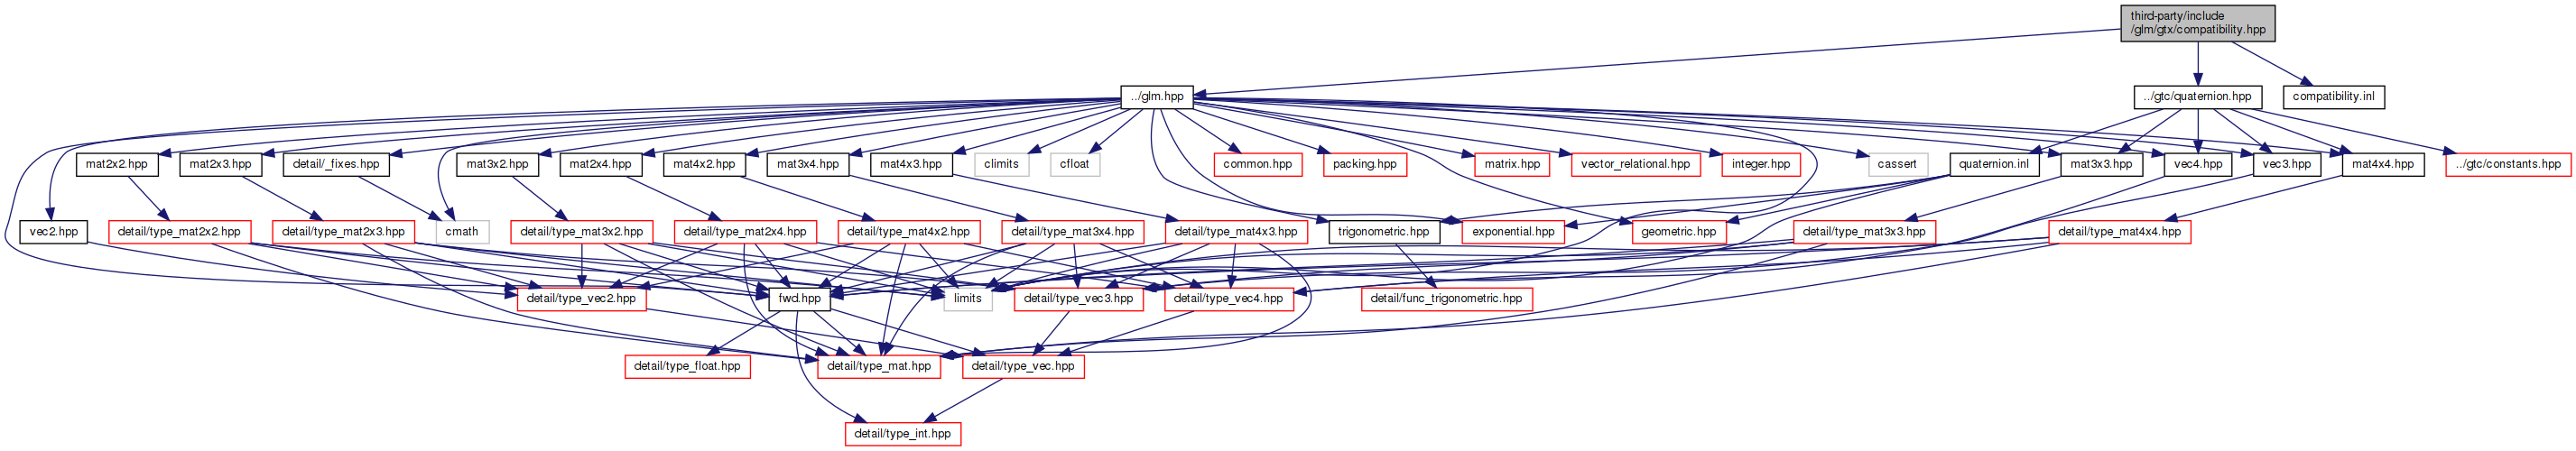 third-party/include
/glm/gtx/compatibility.hpp
../glm.hpp
../gtc/quaternion.hpp
compatibility.inl
mat2x2.hpp
mat2x3.hpp
detail/_fixes.hpp
mat3x2.hpp
mat2x4.hpp
mat4x2.hpp
mat3x4.hpp
mat4x3.hpp
climits
cfloat
common.hpp
packing.hpp
matrix.hpp
vector_relational.hpp
integer.hpp
cassert
quaternion.inl
mat3x3.hpp
vec4.hpp
vec3.hpp
mat4x4.hpp
../gtc/constants.hpp
vec2.hpp
detail/type_mat2x2.hpp
detail/type_mat2x3.hpp
cmath
detail/type_mat3x2.hpp
detail/type_mat2x4.hpp
detail/type_mat4x2.hpp
detail/type_mat3x4.hpp
detail/type_mat4x3.hpp
trigonometric.hpp
exponential.hpp
geometric.hpp
detail/type_mat3x3.hpp
detail/type_mat4x4.hpp
detail/type_vec2.hpp
fwd.hpp
limits
detail/type_vec3.hpp
detail/type_vec4.hpp
detail/func_trigonometric.hpp
detail/type_float.hpp
detail/type_mat.hpp
detail/type_vec.hpp
detail/type_int.hpp